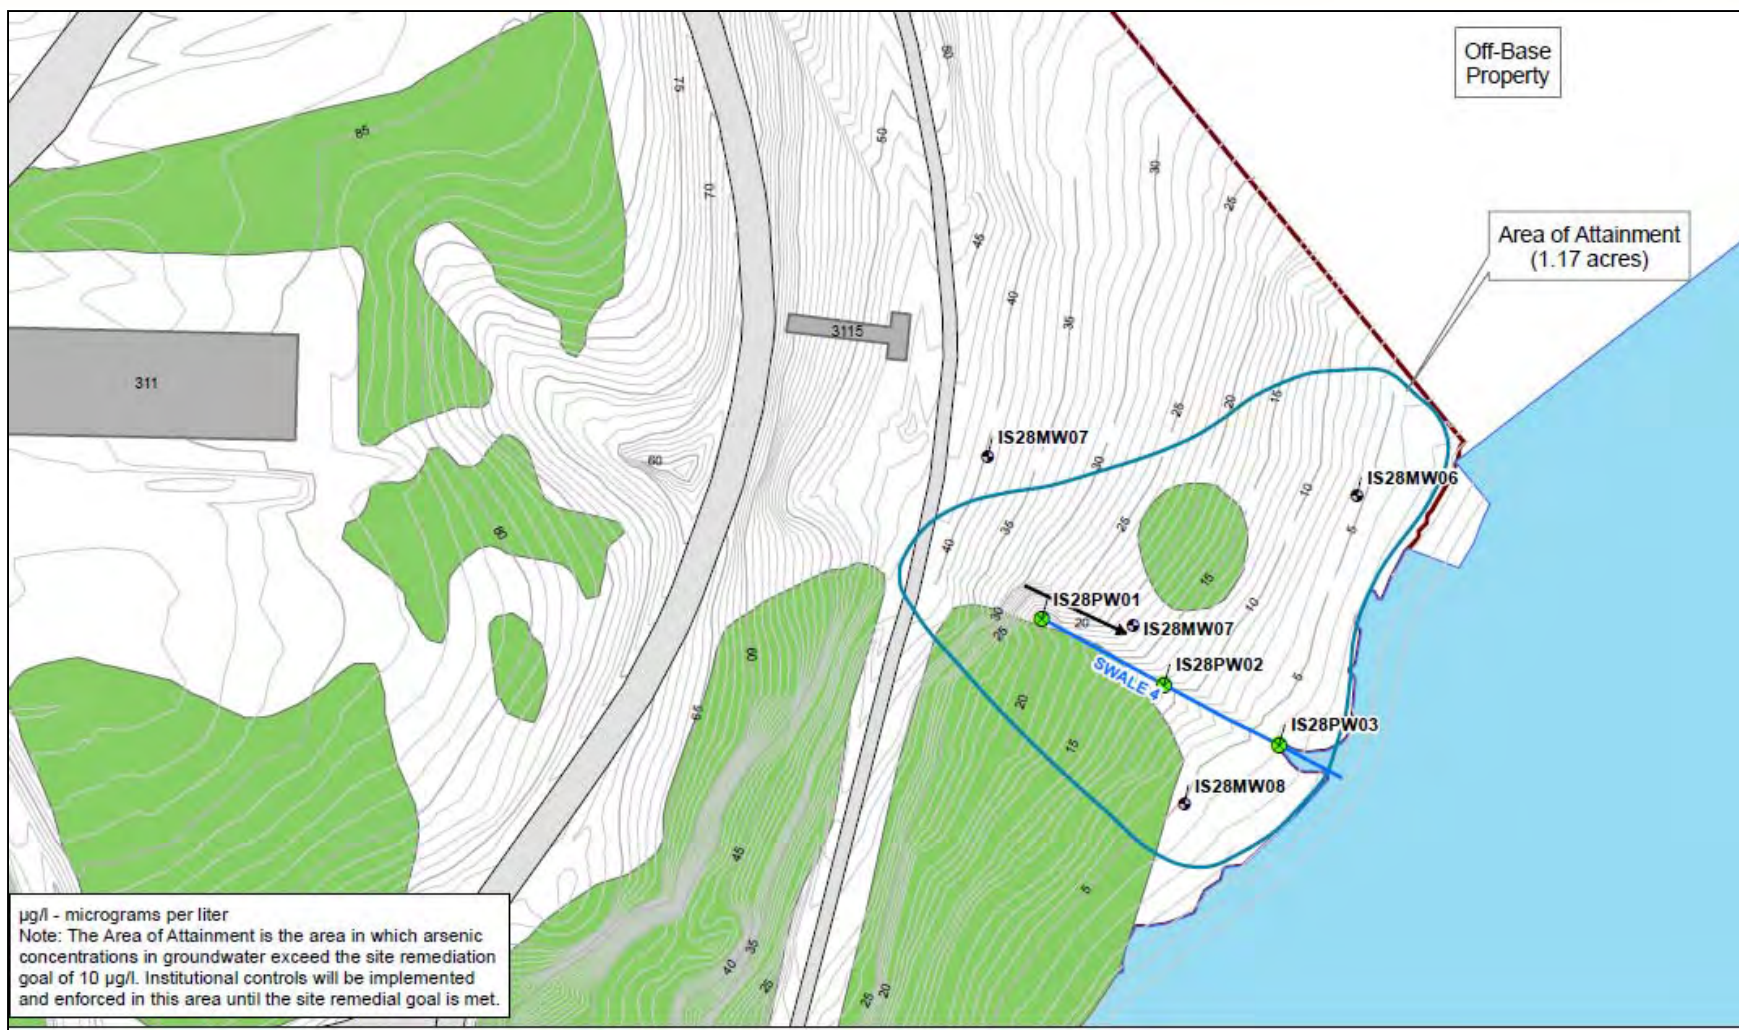 Off-Base
Property
Area of Attainment
(1.17 acres)
85
75
70
60
50
45
40
35
30
25
3115
311
60
80
IS28MW07
IS28MW06
25
20
15
30
25
10
5
35
40
15
10
IS28PW01
30
25
20
IS28MW07
IS28PW02
SWALE 4
5
IS28PW03
20
15
IS28MW08
60
65
45
35
40
25
25
20
5
µg/l - micrograms per liter
Note: The Area of Attainment is the area in which arsenic
concentrations in groundwater exceed the site remediation
goal of 10 µg/l. Institutional controls will be implemented
and enforced in this area until the site remedial goal is met.